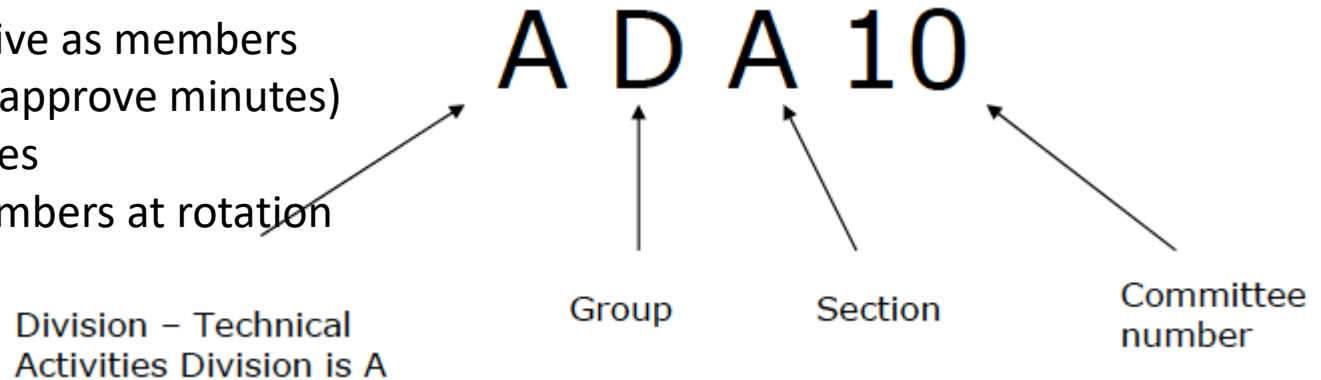 ive as members
approve minutes)
es
mbers at rotation
A D A 10
Division – Technical
Activities Division is A
Group
Section
Committee
number